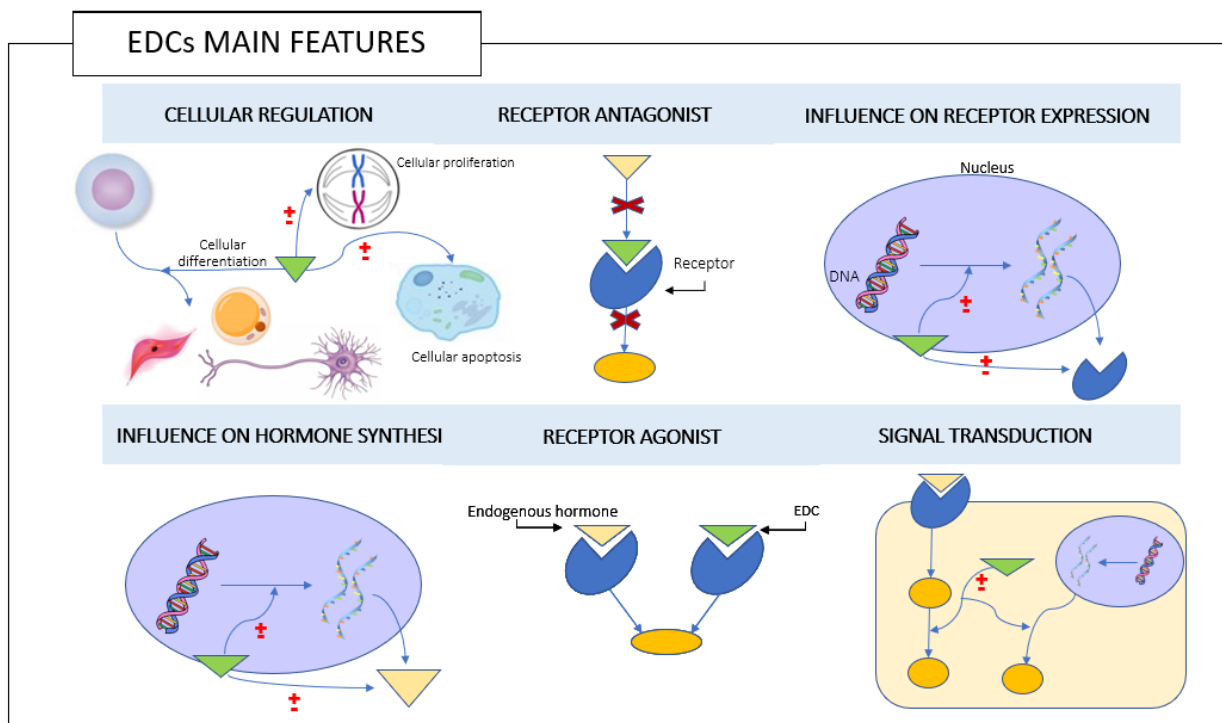 EDCs MAIN FEATURES
CELLULAR REGULATION
RECEPTOR ANTAGONIST
INFLUENCE ON RECEPTOR EXPRESSION
Cellular proliferation
±
Cellular
differentiation
±
Cellular apoptosis
Receptor
Nucleus
DNA
±
±
INFLUENCE ON HORMONE SYNTHESI
RECEPTOR AGONIST
SIGNAL TRANSDUCTION
±
±
Endogenous hormone
EDC
±